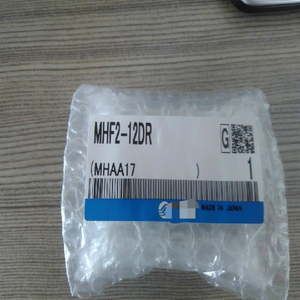 MHF2-12DR
G
(MHAA17 )
1
MADE IN JAPAN